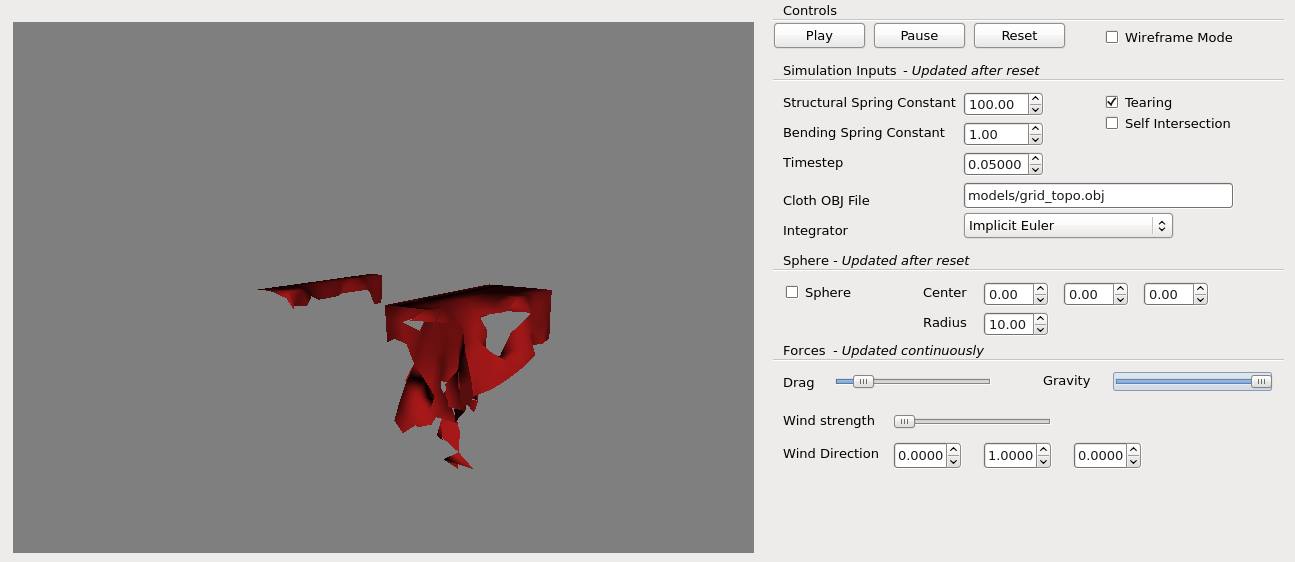 Controls
Play Pause Reset Wireframe Mode
Simulation Inputs - Updated after reset
Structural Spring Constant 100.00 Tearing
Bending Spring Constant 1.00 Self Intersection
Timestep 0.05000
Cloth OBJ File models/grid_topo.obj
Integrator Implicit Euler
Sphere - Updated after reset
Sphere Center 0.00 0.00 0.00
Radius 10.00
Forces - Updated continuously
Drag Gravity
Wind strength
Wind Direction 0.0000 1.0000 0.0000